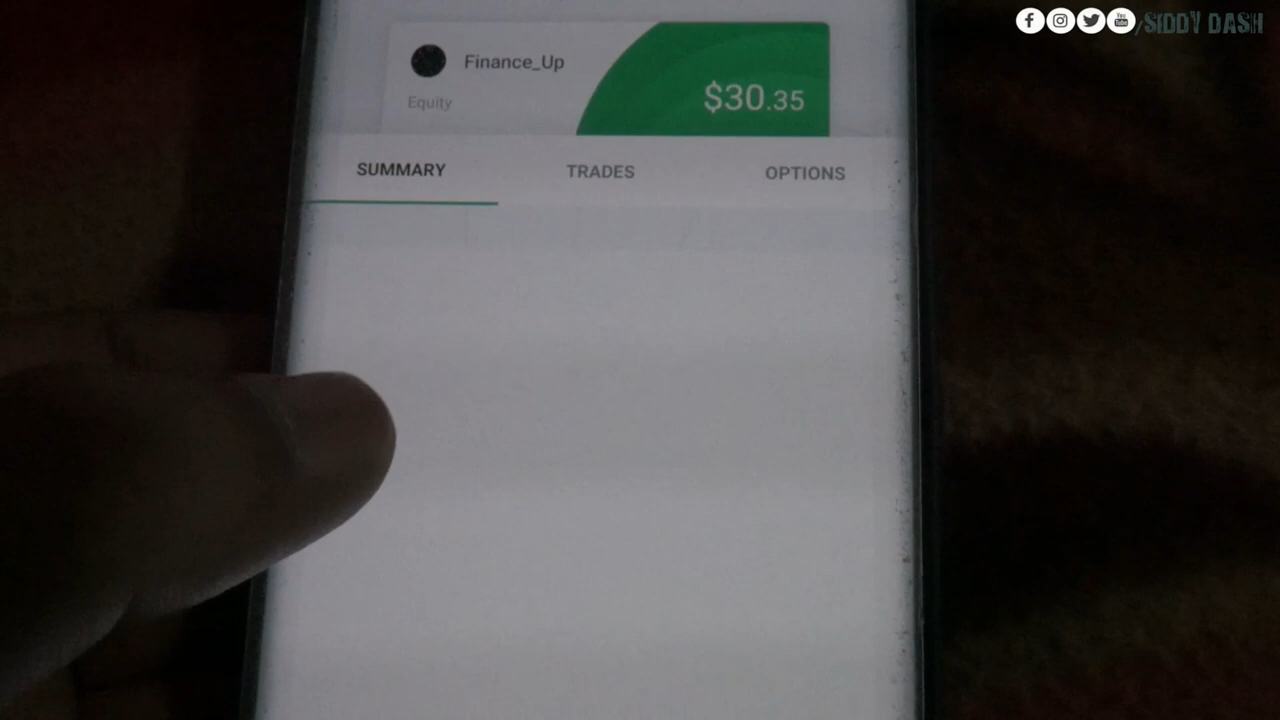 /SIDDY DASH
Finance_Up
Equity
$30.35
SUMMARY TRADES OPTIONS